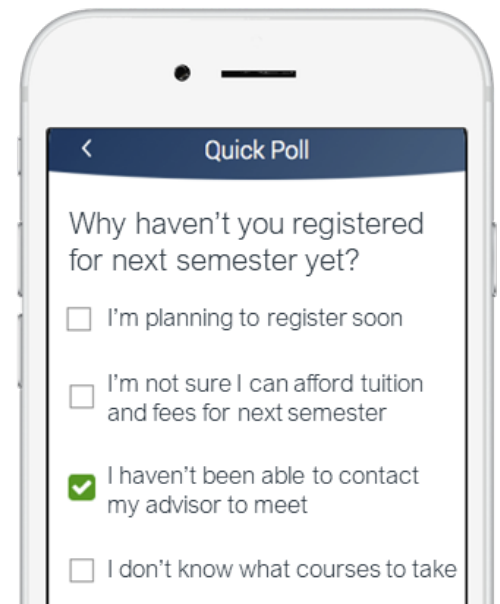 Quick Poll
Why haven't you registered
for next semester yet?
I'm planning to register soon
I'm not sure I can afford tuition
and fees for next semester
I haven't been able to contact
my advisor to meet
I don't know what courses to take